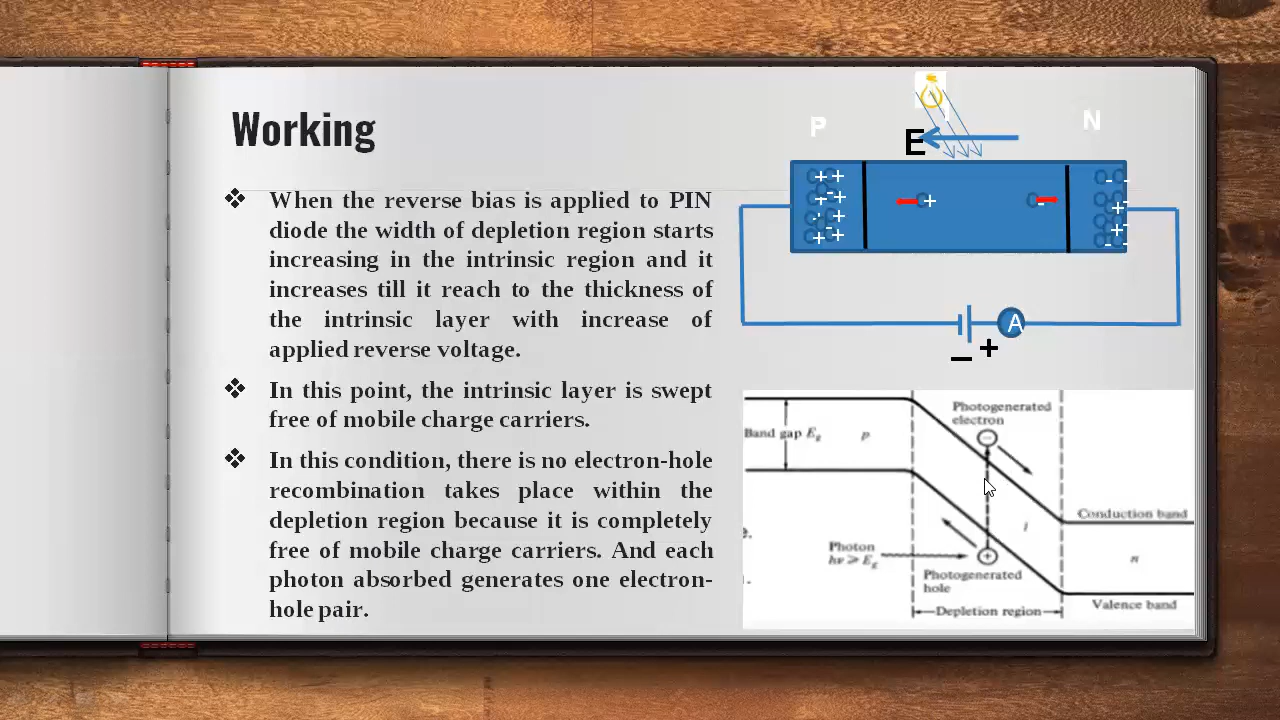 Working
❖ When the reverse bias is applied to PIN
diode the width of depletion region starts
increasing in the intrinsic region and it
increases till it reach to the thickness of
the intrinsic layer with increase of
applied reverse voltage.
❖ In this point, the intrinsic layer is swept
free of mobile charge carriers.
❖ In this condition, there is no electron-hole
recombination takes place within the
depletion region because it is completely
free of mobile charge carriers. And each
photon absorbed generates one electron-
hole pair.
P
N
E
A
− +
Photogenerated
electron
Band gap Eg
p
Conduction band
i
Photon
hν ⩾ Eg
n
Photogenerated
hole
Valence band
Depletion region